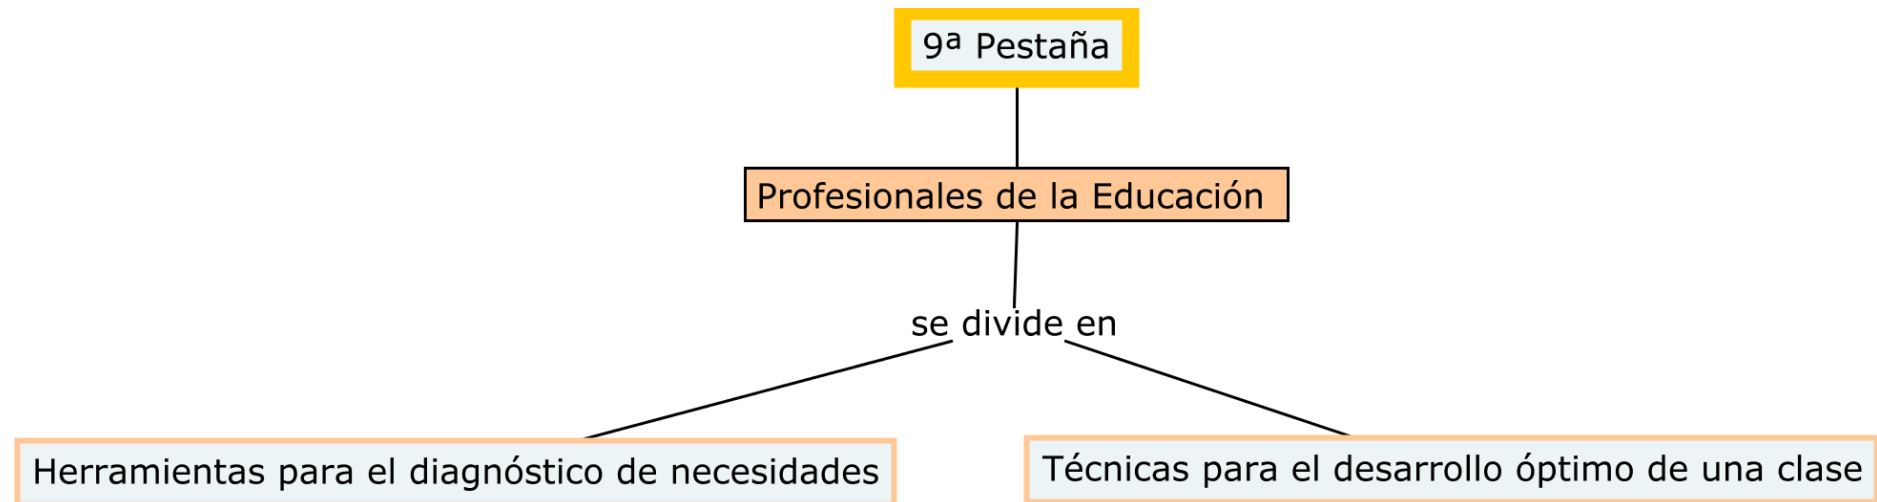 9ª Pestaña
Profesionales de la Educación
se divide en
Herramientas para el diagnóstico de necesidades
Técnicas para el desarrollo óptimo de una clase